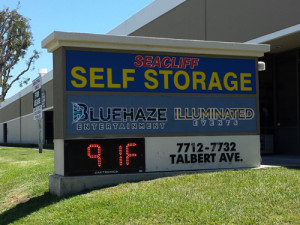 SEACLIFF
SELF STORAGE
BLUEHAZE
ENTERTAINMENT
ILLUMINATED
EVENTS
91F
7712-7732
TALBERT AVE.